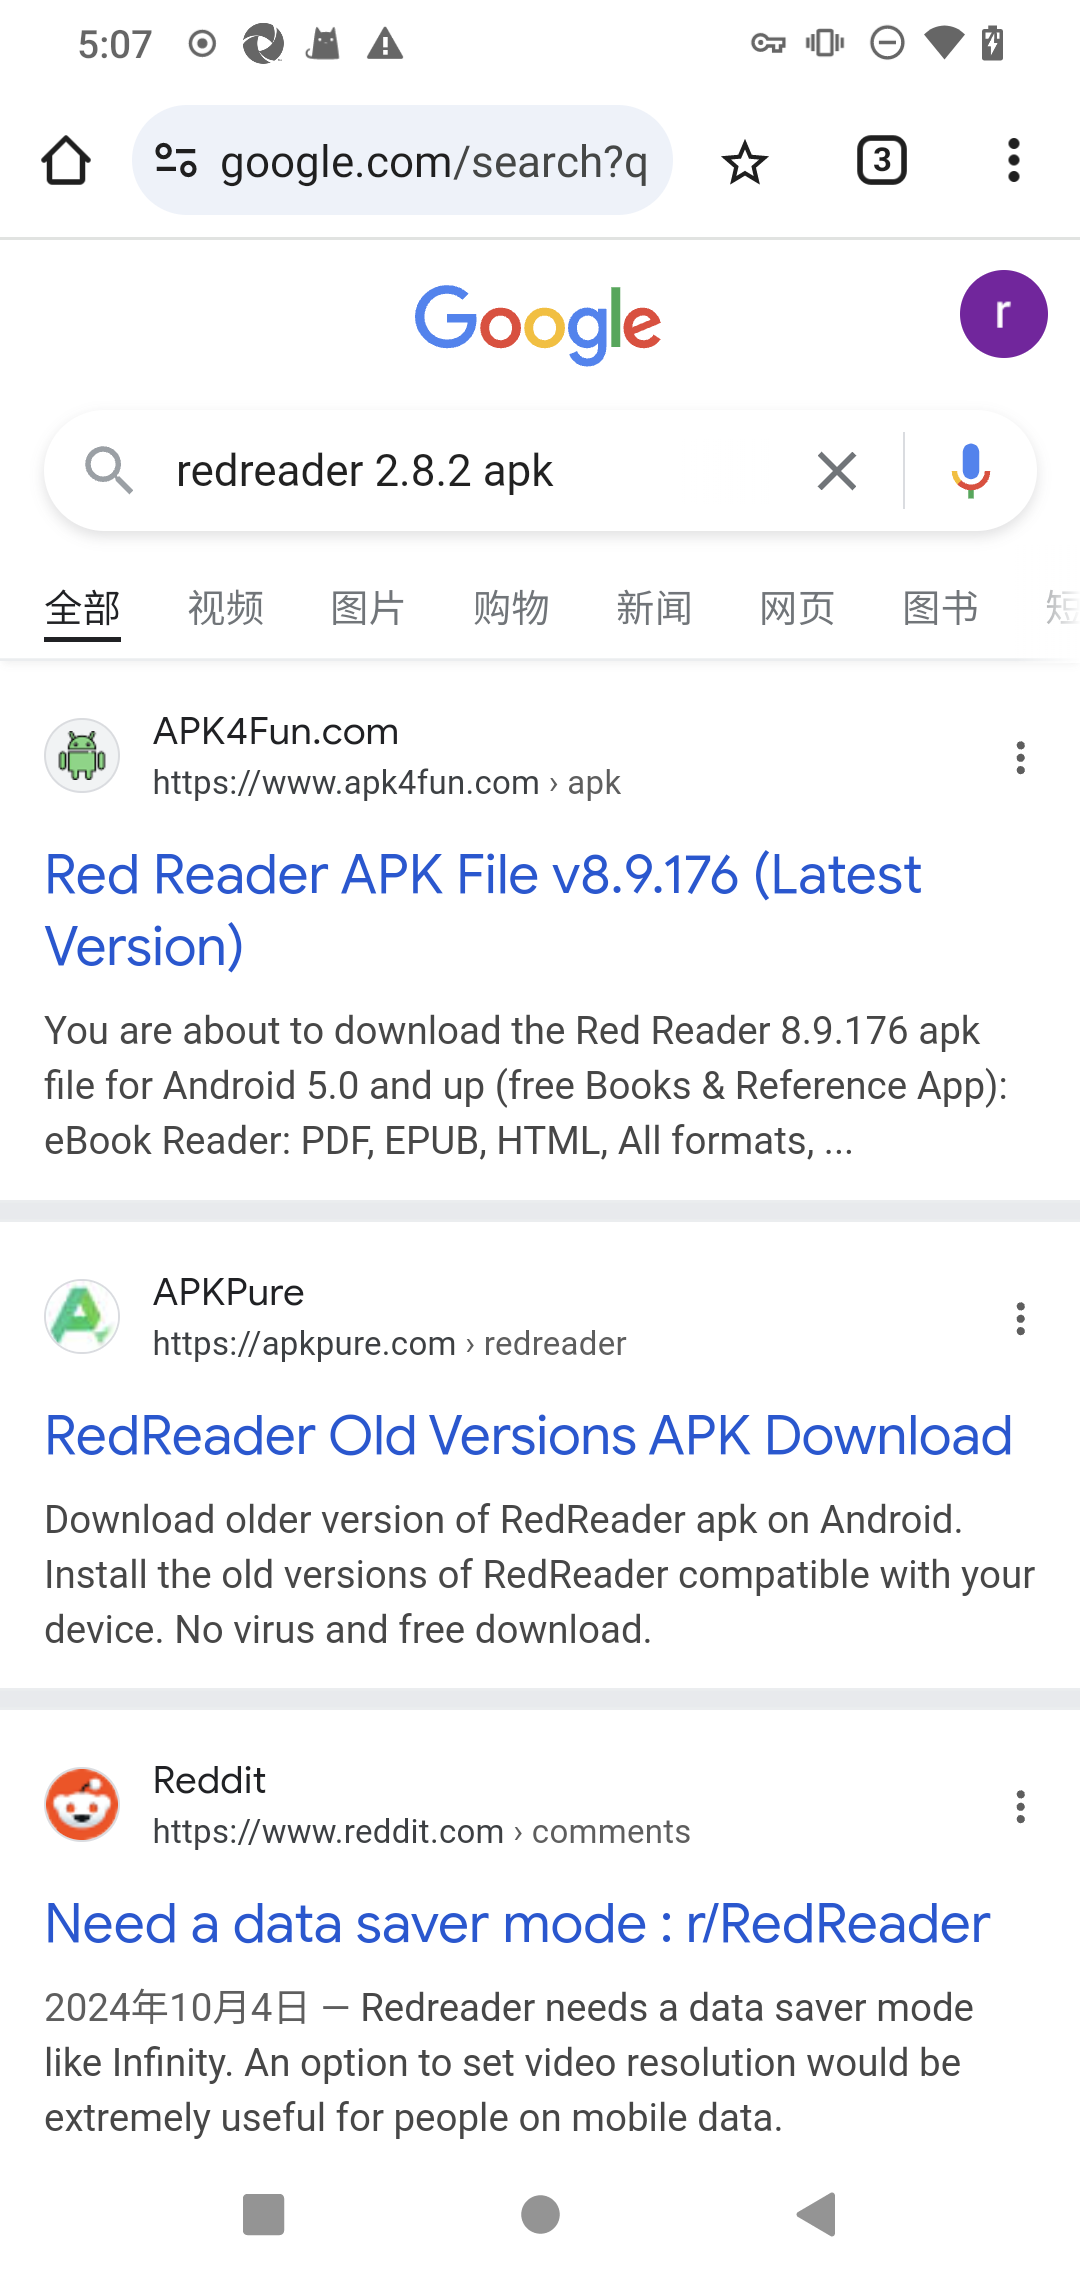 5:07
google.com/search?q
3
Google
r
redreader 2.8.2 apk
全部 视频 图片 购物 新闻 网页 图书 短
APK4Fun.com
https://www.apk4fun.com › apk
Red Reader APK File v8.9.176 (Latest
Version)
You are about to download the Red Reader 8.9.176 apk
file for Android 5.0 and up (free Books & Reference App):
eBook Reader: PDF, EPUB, HTML, All formats, ...
APKPure
https://apkpure.com › redreader
RedReader Old Versions APK Download
Download older version of RedReader apk on Android.
Install the old versions of RedReader compatible with your
device. No virus and free download.
Reddit
https://www.reddit.com › comments
Need a data saver mode : r/RedReader
2024年10月4日 — Redreader needs a data saver mode
like Infinity. An option to set video resolution would be
extremely useful for people on mobile data.